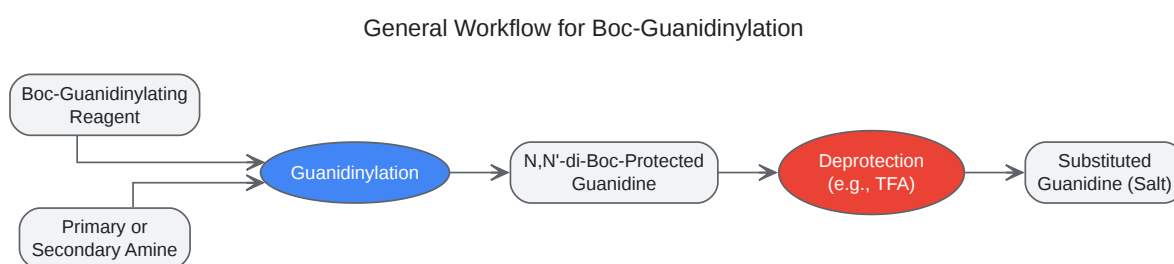 General Workflow for Boc-Guanidinylation
Boc-Guanidinylating
Reagent
Primary or
Secondary Amine
Guanidinylation
N,N'-di-Boc-Protected
Guanidine
Deprotection
(e.g., TFA)
Substituted
Guanidine (Salt)